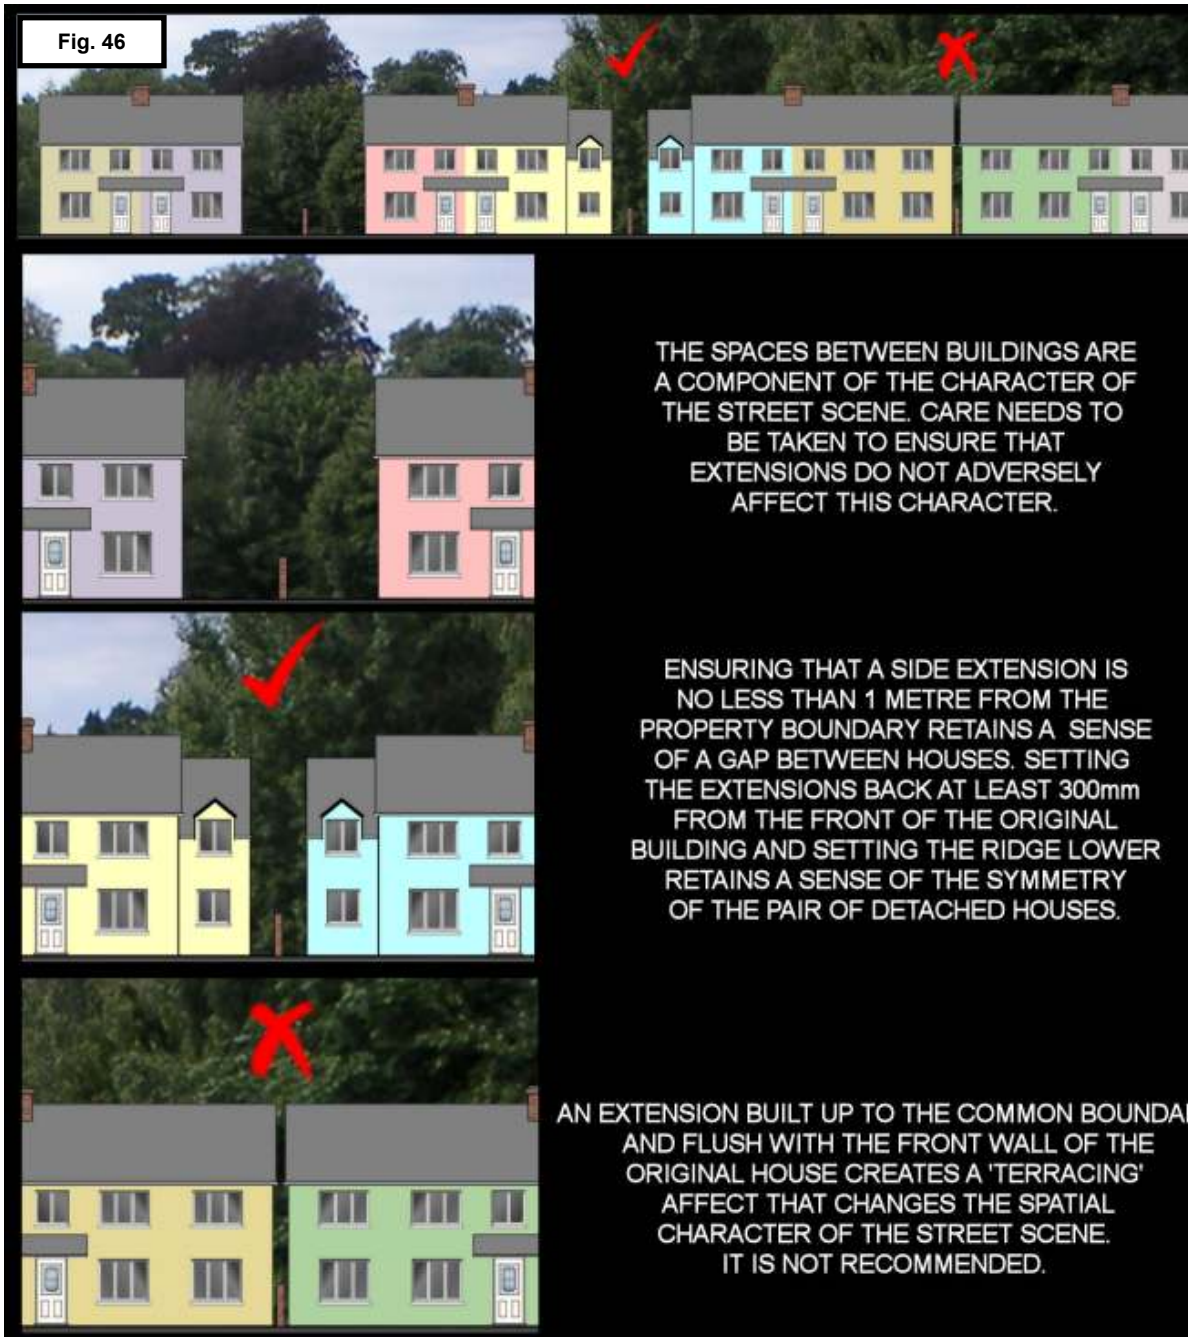 Fig. 46
THE SPACES BETWEEN BUILDINGS ARE
A COMPONENT OF THE CHARACTER OF
THE STREET SCENE. CARE NEEDS TO
BE TAKEN TO ENSURE THAT
EXTENSIONS DO NOT ADVERSELY
AFFECT THIS CHARACTER.
ENSURING THAT A SIDE EXTENSION IS
NO LESS THAN 1 METRE FROM THE
PROPERTY BOUNDARY RETAINS A SENSE
OF A GAP BETWEEN HOUSES. SETTING
THE EXTENSIONS BACK AT LEAST 300mm
FROM THE FRONT OF THE ORIGINAL
BUILDING AND SETTING THE RIDGE LOWER
RETAINS A SENSE OF THE SYMMETRY
OF THE PAIR OF DETACHED HOUSES.
AN EXTENSION BUILT UP TO THE COMMON BOUNDA
AND FLUSH WITH THE FRONT WALL OF THE
ORIGINAL HOUSE CREATES A 'TERRACING'
AFFECT THAT CHANGES THE SPATIAL
CHARACTER OF THE STREET SCENE.
IT IS NOT RECOMMENDED.